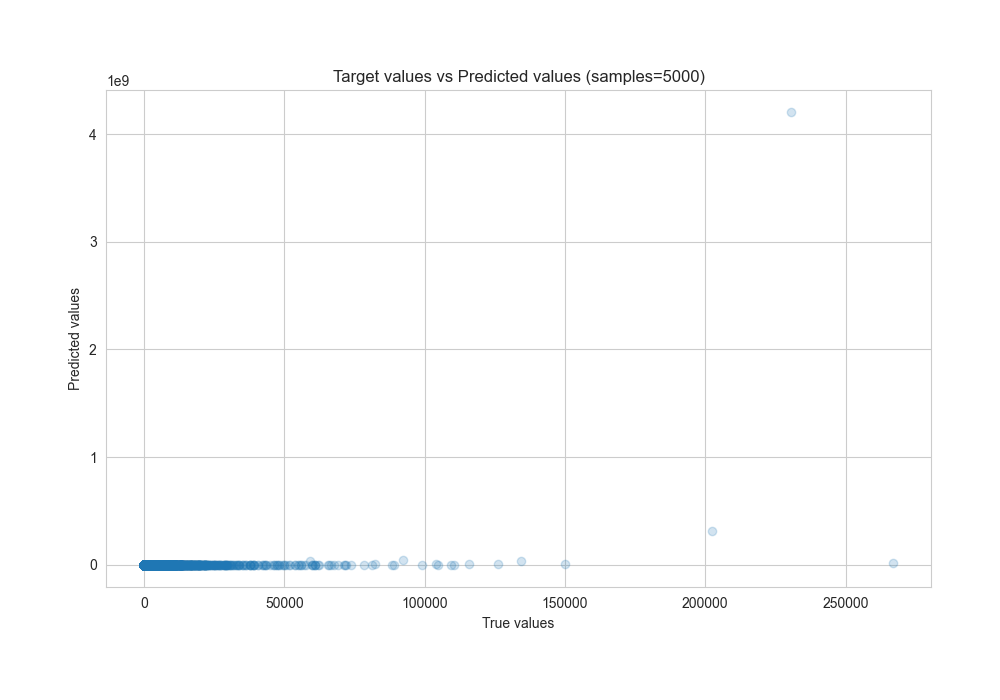 Target values vs Predicted values (samples=5000)
1e9
4
3
2
1
0
Predicted values
0 50000 100000 150000 200000 250000
True values